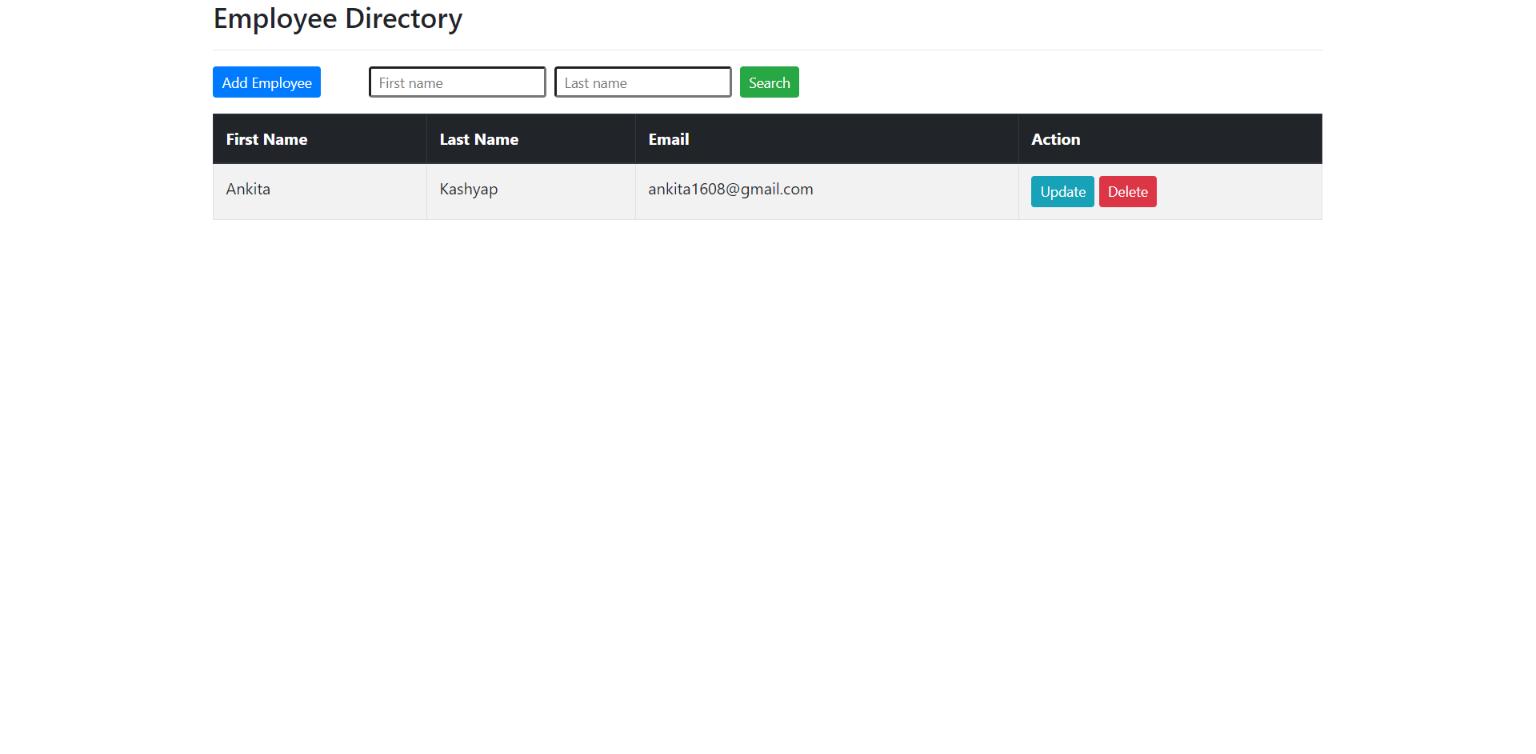 Employee Directory
Add Employee First name Last name Search
First Name Last Name Email Action
Ankita Kashyap ankita1608@gmail.com Update Delete